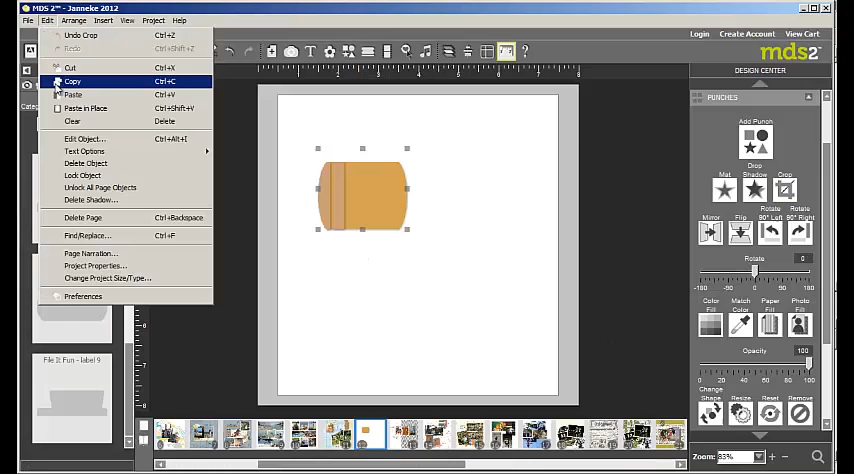 MDS 2™ — Janneke 2012
File Edit Arrange Insert View Project Help
Login Create Account View Cart
mds2™
DESIGN CENTER
Undo Crop Ctrl+Z
Redo Ctrl+Shift+Z
Cut Ctrl+X
Copy Ctrl+C
Paste Ctrl+V
Paste in Place Ctrl+Shift+V
Clear Delete
Edit Object... Ctrl+Alt+I
Text Options
Delete Object
Lock Object
Unlock All Page Objects
Delete Shadow...
Delete Page Ctrl+Backspace
Find/Replace... Ctrl+F
Page Narration...
Project Properties...
Change Project Size/Type...
Preferences
Categ
File It Fun - label 9
PUNCHES
Add Punch
Drop
Mat Shadow Crop
Rotate Rotate
Mirror Flip 90° Left 90° Right
Rotate 0
-180 -90 0 90 180
Color Match Paper Photo
Fill Color Fill Fill
Opacity 100
0 20 40 60 80 100
Change
Shape Resize Reset Remove
Zoom: 83%